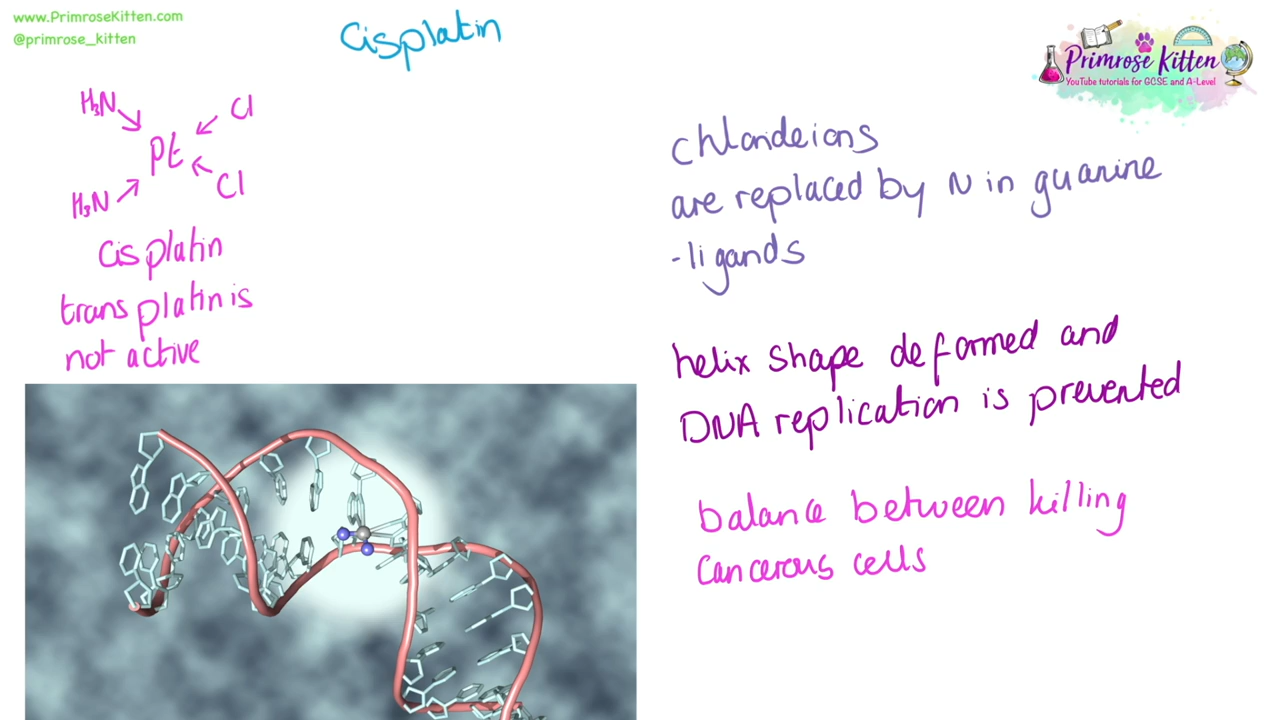 www.PrimroseKitten.com
@primrose_kitten
cisplatin
Primrose Kitten
YouTube tutorials for GCSE and A-Level
H₃N
Cl
Pt
H₃N
Cl
cisplatin
trans platin is
not active
chlorideions
are replaced by N in guanine
-ligands
helix shape deformed and
DNA replication is prevented
balance between killing
cancerous cells